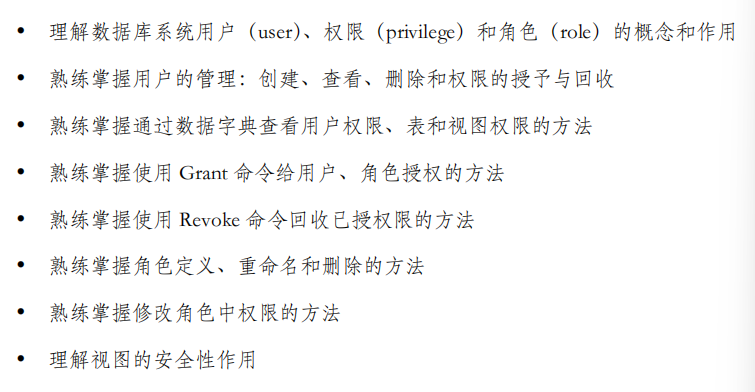 • 理解数据库系统用户（user）、权限（privilege）和角色（role）的概念和作用
• 熟练掌握用户的管理：创建、查看、删除和权限的授予与回收
• 熟练掌握通过数据字典查看用户权限、表和视图权限的方法
• 熟练掌握使用 Grant 命令给用户、角色授权的方法
• 熟练掌握使用 Revoke 命令回收已授权限的方法
• 熟练掌握角色定义、重命名和删除的方法
• 熟练掌握修改角色中权限的方法
• 理解视图的安全性作用